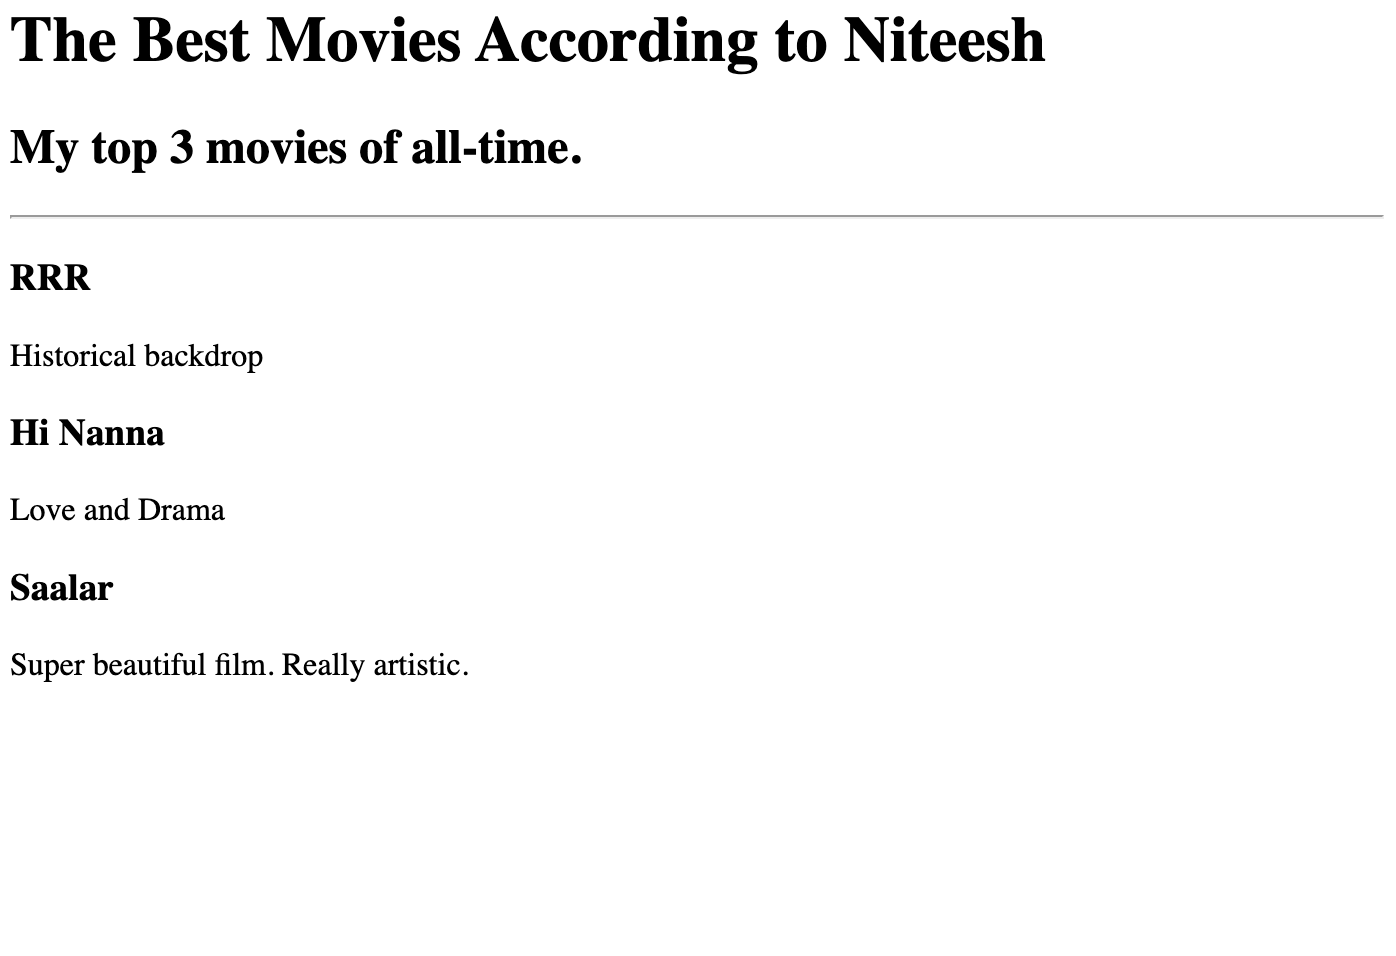 The Best Movies According to Niteesh
My top 3 movies of all-time.
RRR
Historical backdrop
Hi Nanna
Love and Drama
Saalar
Super beautiful film. Really artistic.